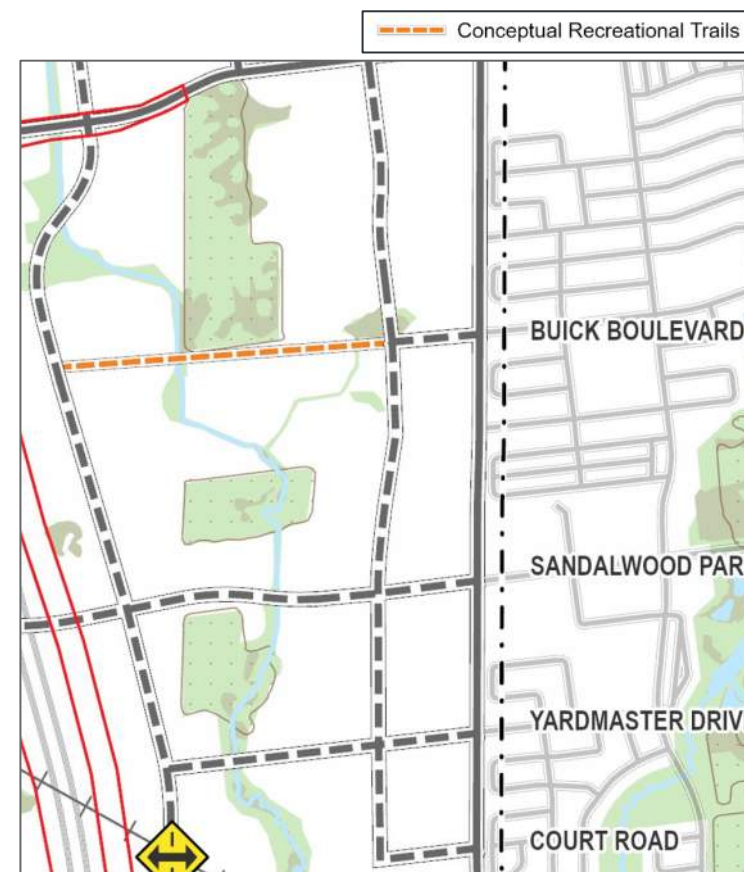 Conceptual Recreational Trails
BUICK BOULEVARD
SANDALWOOD PAR
YARDMASTER DRIV
COURT ROAD